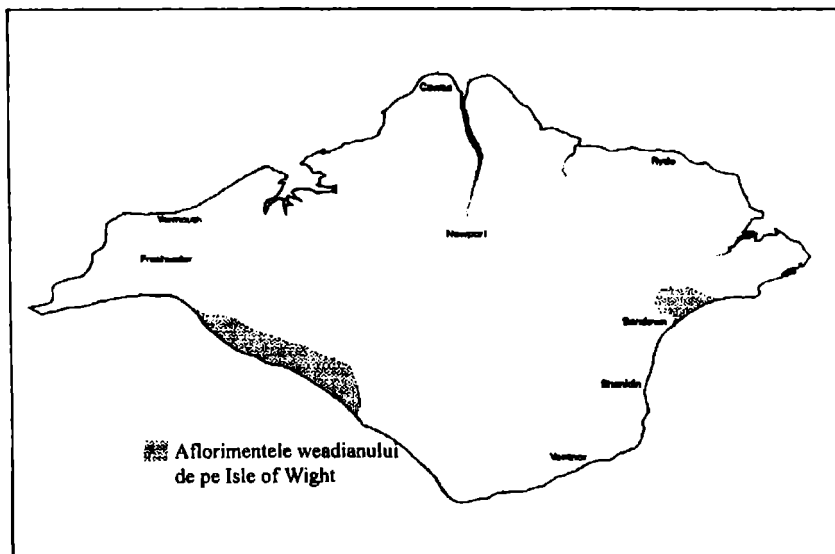 Cowes
Ryde
Yarmouth
Newport
Freshwater
Sandown
Shanklin
Aflorimentele weadianului
de pe Isle of Wight
Ventnor